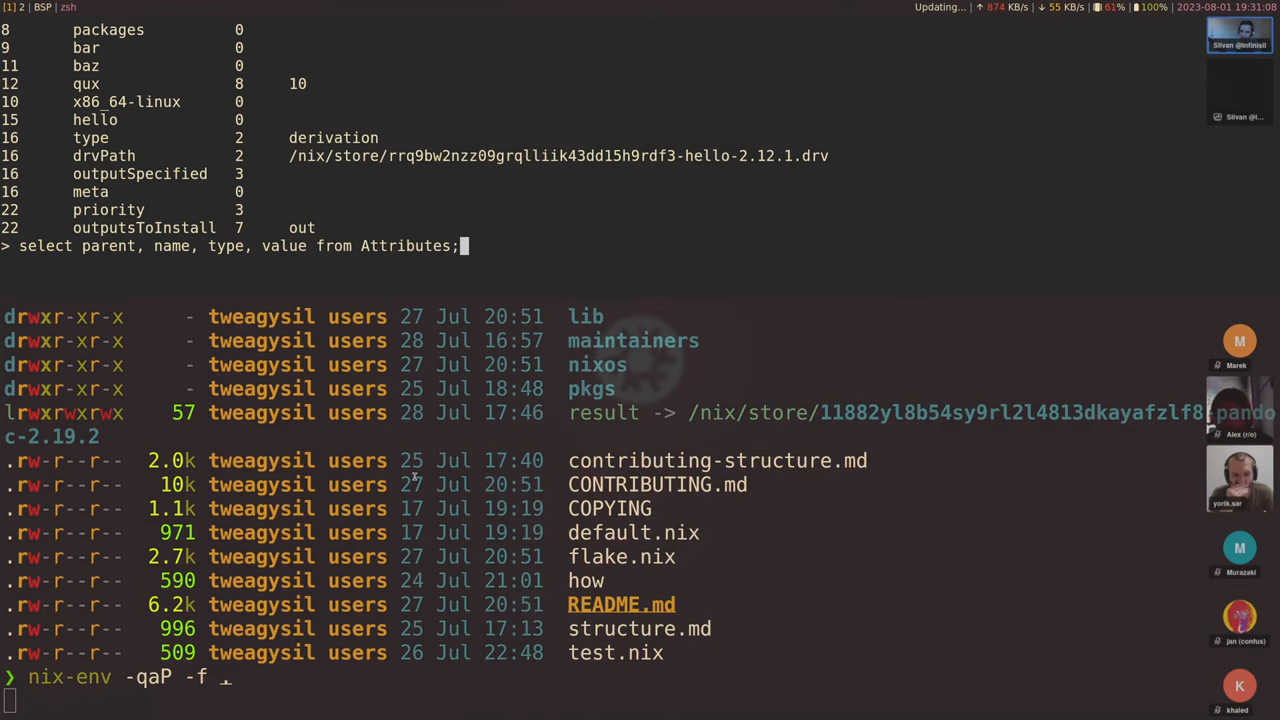 [1] 2 | BSP | zsh
Updating... | ↑ 874 KB/s | ↓ 55 KB/s | 61% | 100% | 2023-08-01 19:31:08
8 packages 0
9 bar 0
11 baz 0
12 qux 8 10
10 x86_64-linux 0
15 hello 0
16 type 2 derivation
16 drvPath 2 /nix/store/rrq9bw2nzz09grqlliik43dd15h9rdf3-hello-2.12.1.drv
16 outputSpecified 3
16 meta 0
22 priority 3
22 outputsToInstall 7 out
> select parent, name, type, value from Attributes;
drwxr-xr-x - tweagysil users 27 Jul 20:51 lib
drwxr-xr-x - tweagysil users 28 Jul 16:57 maintainers
drwxr-xr-x - tweagysil users 27 Jul 20:51 nixos
drwxr-xr-x - tweagysil users 25 Jul 18:48 pkgs
lrwxrwxrwx 57 tweagysil users 28 Jul 17:46 result -> /nix/store/11882yl8b54sy9rl2l4813dkayafzlf8-pando
c-2.19.2
.rw-r--r-- 2.0k tweagysil users 25 Jul 17:40 contributing-structure.md
.rw-r--r-- 10k tweagysil users 27 Jul 20:51 CONTRIBUTING.md
.rw-r--r-- 1.1k tweagysil users 17 Jul 19:19 COPYING
.rw-r--r-- 971 tweagysil users 17 Jul 19:19 default.nix
.rw-r--r-- 2.7k tweagysil users 27 Jul 20:51 flake.nix
.rw-r--r-- 590 tweagysil users 24 Jul 21:01 how
.rw-r--r-- 6.2k tweagysil users 27 Jul 20:51 README.md
.rw-r--r-- 996 tweagysil users 25 Jul 17:13 structure.md
.rw-r--r-- 509 tweagysil users 26 Jul 22:48 test.nix
❯ nix-env -qaP -f .
Silvan @Infinisil
Silvan @i...
M
Marek
Alex (r/o)
yorik.sar
M
Murazaki
jan (confus)
K
khaled